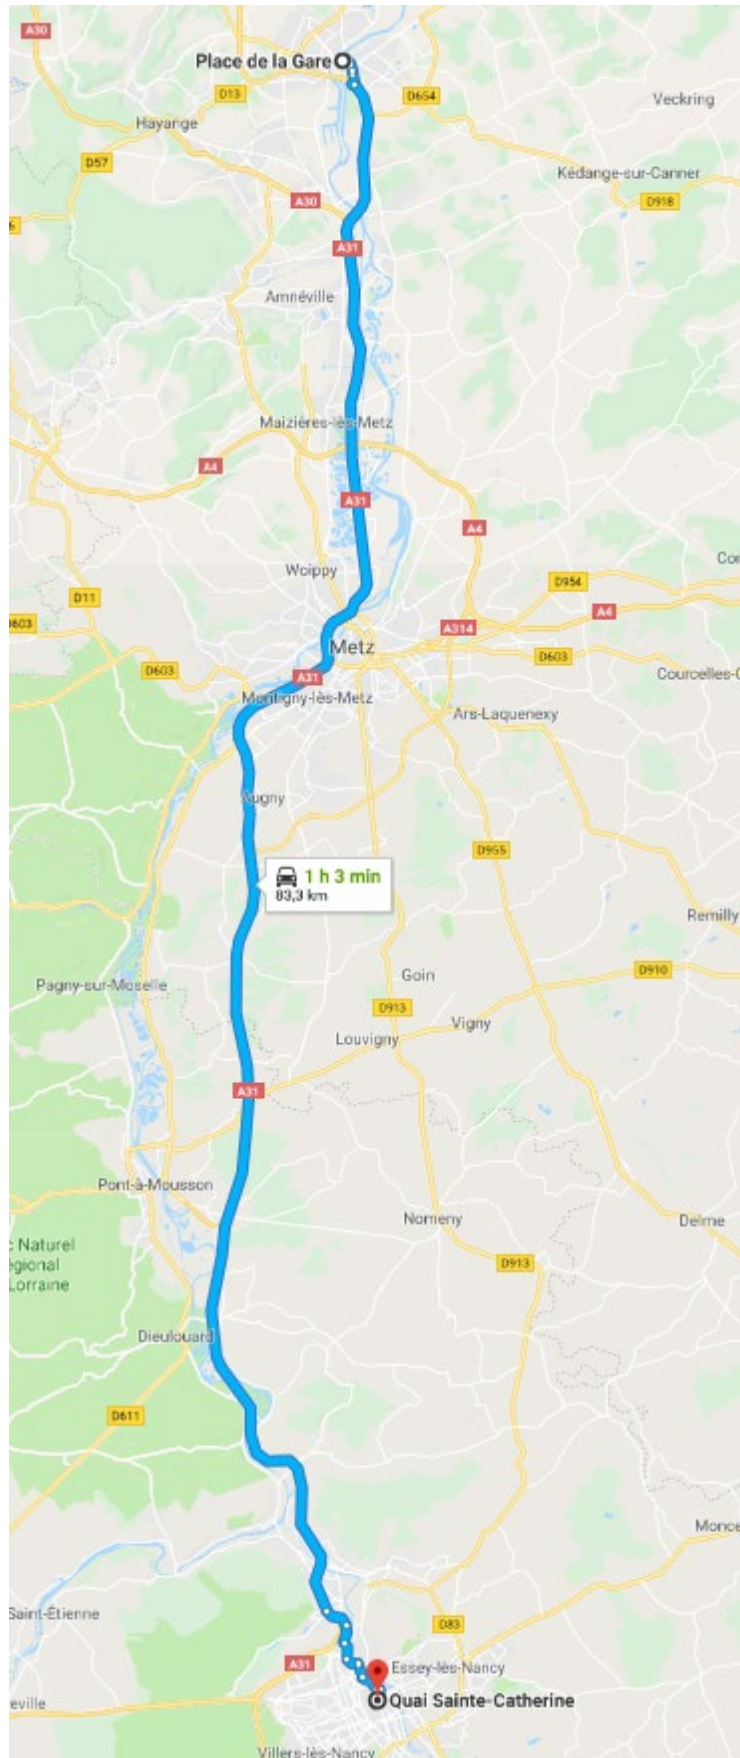 A30
Place de la Gare
D13
D654
Veckring
Hayange
D57
Kédange-sur-Canner
A30
D918
A31
Amnéville
Maizières-lès-Metz
A4
A31
A4
Woippy
D954
D11
A4
D603
A314
Metz
D603
D603
A31
Courcelles-C
Montigny-lès-Metz
Ars-Laquenexy
Augny
D955
1 h 3 min
83,3 km
Remilly
Goin
D910
Pagny-sur-Moselle
D913
Vigny
Louvigny
A31
Pont-à-Mousson
Nomeny
Delme
c Naturel
égional
Lorraine
D913
Dieulouard
D611
Monce
Saint-Étienne
D83
A31
Essey-lès-Nancy
Quai Sainte-Catherine
reville
Villers-lès-Nancy